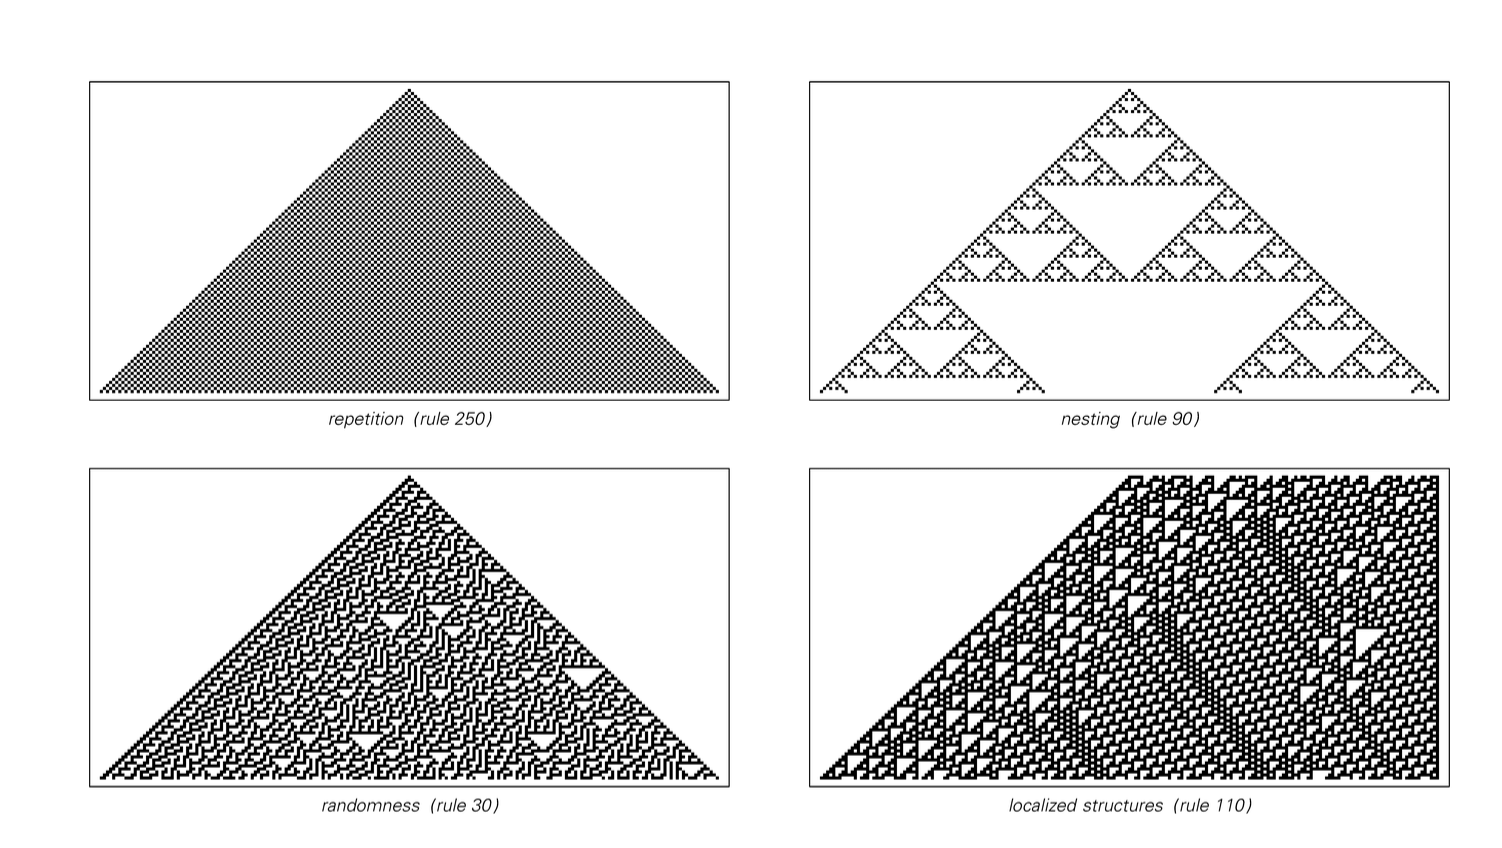 repetition (rule 250)
nesting (rule 90)
randomness (rule 30)
localized structures (rule 110)